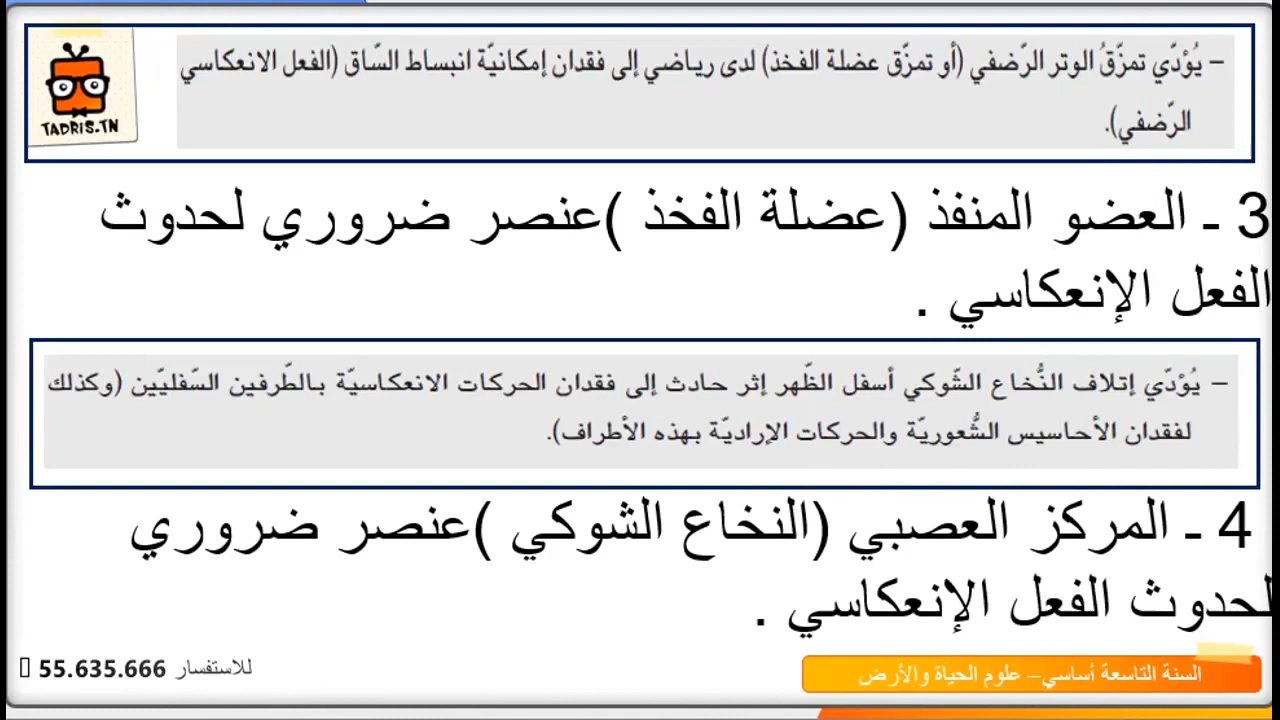 TADRIS.TN
– يُؤدّي تمزّقُ الوتر الرّضفي (أو تمزّق عضلة الفخذ) لدى رياضي إلى فقدان إمكانيّة انبساط السّاق (الفعل الانعكاسي
الرّضفي).
3 ـ العضو المنفذ (عضلة الفخذ )عنصر ضروري لحدوث
الفعل الإنعكاسي .
– يُؤدّي إتلاف النُّخاع الشّوكي أسفل الظّهر إثر حادث إلى فقدان الحركات الانعكاسيّة بالطّرفين السّفليّين (وكذلك
لفقدان الأحاسيس الشُّعوريّة والحركات الإراديّة بهذه الأطراف).
4 ـ المركز العصبي (النخاع الشوكي )عنصر ضروري
لحدوث الفعل الإنعكاسي .
السنة التاسعة أساسي– علوم الحياة والأرض
للاستفسار 55.635.666